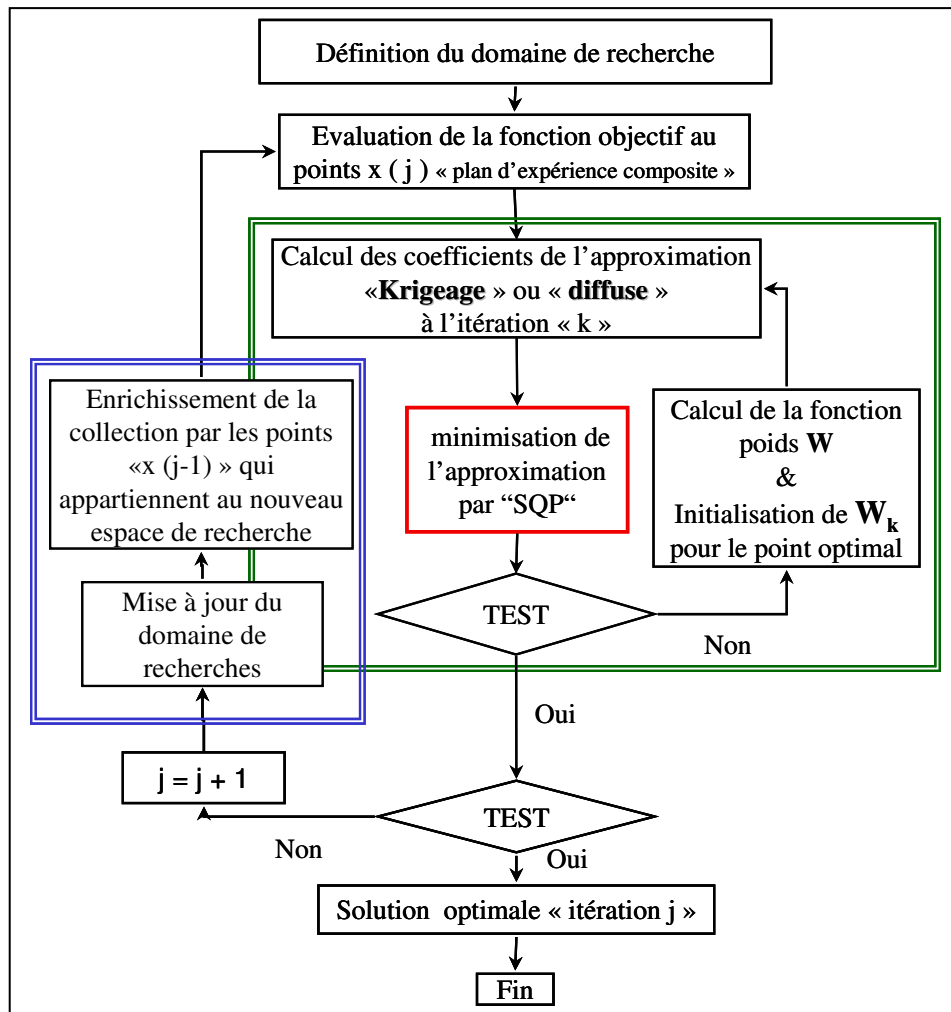 Définition du domaine de recherche
Evaluation de la fonction objectif au
points x ( j ) « plan d’expérience composite »
Calcul des coefficients de l’approximation
«Krigeage » ou « diffuse »
à l’itération « k »
Enrichissement de la
collection par les points
«x (j-1) » qui
appartiennent au nouveau
espace de recherche
minimisation de
l’approximation
par “SQP“
Calcul de la fonction
poids W
&
Initialisation de Wk
pour le point optimal
Mise à jour du
domaine de
recherches
TEST
Non
Oui
j = j + 1
TEST
Non
Oui
Solution optimale « itération j »
Fin